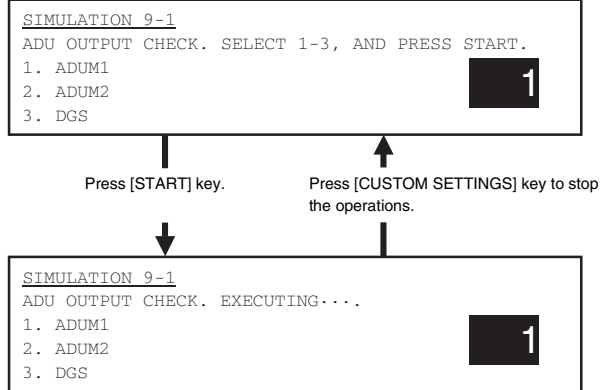 SIMULATION 9-1
ADU OUTPUT CHECK. SELECT 1-3, AND PRESS START.
1. ADUM1
2. ADUM2
3. DGS
1
Press [START] key.
Press [CUSTOM SETTINGS] key to stop
the operations.
SIMULATION 9-1
ADU OUTPUT CHECK. EXECUTING···.
1. ADUM1
2. ADUM2
3. DGS
1